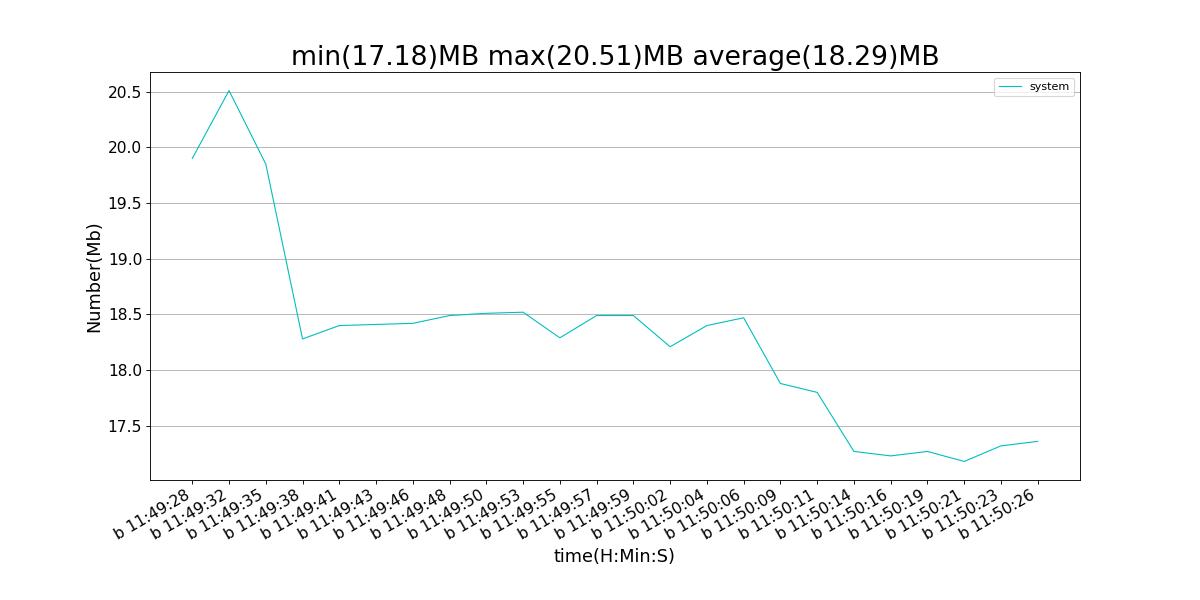 min(17.18)MB max(20.51)MB average(18.29)MB
system
20.5
20.0
19.5
19.0
18.5
18.0
17.5
Number(Mb)
b 11:49:28
b 11:49:32
b 11:49:35
b 11:49:38
b 11:49:41
b 11:49:43
b 11:49:46
b 11:49:48
b 11:49:50
b 11:49:53
b 11:49:55
b 11:49:57
b 11:49:59
b 11:50:02
b 11:50:04
b 11:50:06
b 11:50:09
b 11:50:11
b 11:50:14
b 11:50:16
b 11:50:19
b 11:50:21
b 11:50:23
b 11:50:26
time(H:Min:S)